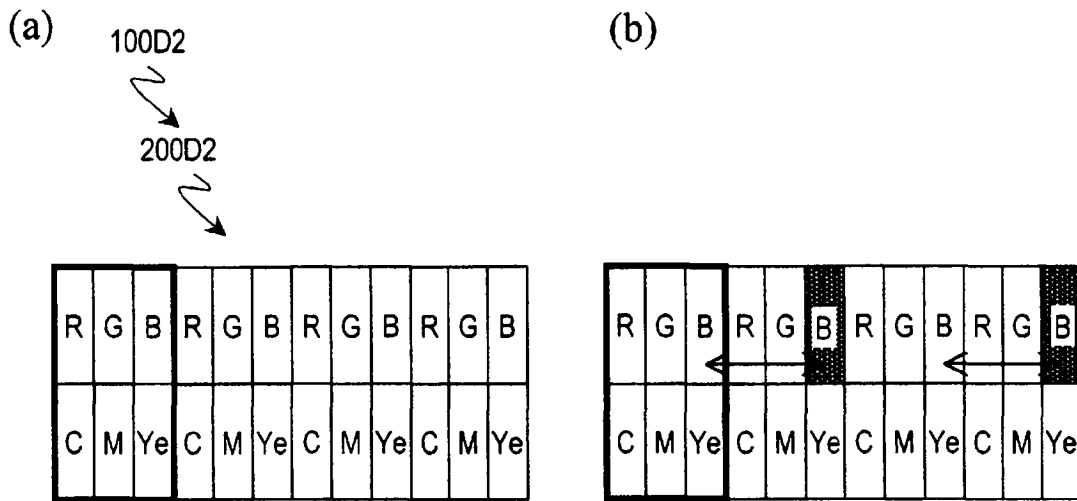 (a)
100D2
200D2
R G B R G B R G B R G B
C M Ye C M Ye C M Ye C M Ye
(b)
R G B R G B R G B R G B
C M Ye C M Ye C M Ye C M Ye